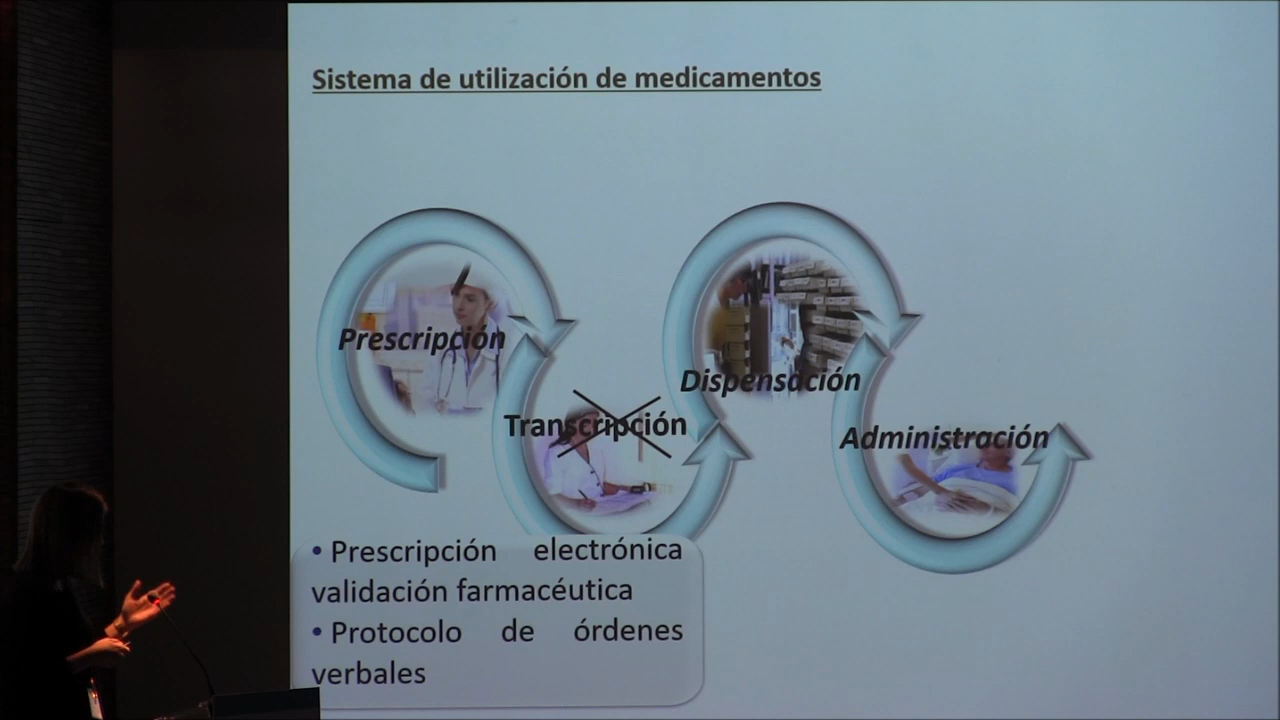 Sistema de utilización de medicamentos
Prescripción
Dispensación
Transcripción
Administración
• Prescripción electrónica
validación farmacéutica
• Protocolo de órdenes
verbales